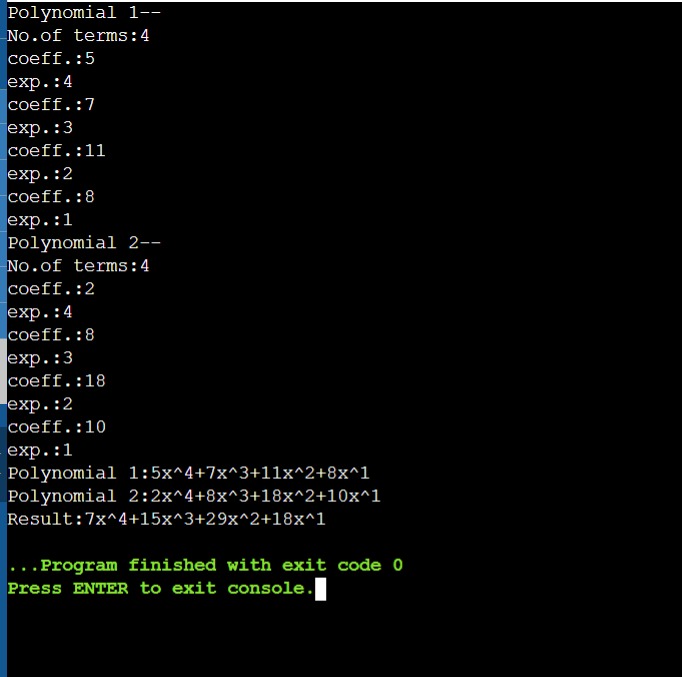 Polynomial 1--
No.of terms:4
coeff.:5
exp.:4
coeff.:7
exp.:3
coeff.:11
exp.:2
coeff.:8
exp.:1
Polynomial 2--
No.of terms:4
coeff.:2
exp.:4
coeff.:8
exp.:3
coeff.:18
exp.:2
coeff.:10
exp.:1
Polynomial 1:5x^4+7x^3+11x^2+8x^1
Polynomial 2:2x^4+8x^3+18x^2+10x^1
Result:7x^4+15x^3+29x^2+18x^1
...Program finished with exit code 0
Press ENTER to exit console.